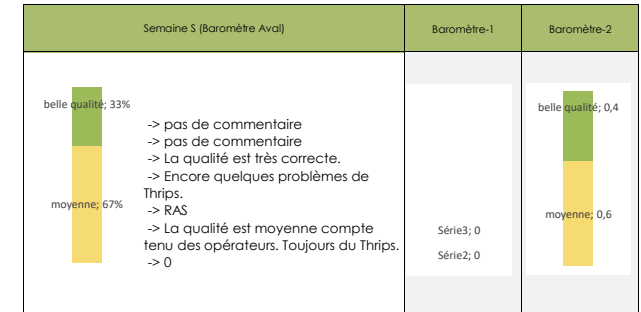 Semaine S (Baromètre Aval)
Baromètre-1
Baromètre-2
belle qualité; 33%
moyenne; 67%
-> pas de commentaire
-> pas de commentaire
-> La qualité est très correcte.
-> Encore quelques problèmes de
Thrips.
-> RAS
-> La qualité est moyenne compte
tenu des opérateurs. Toujours du Thrips.
-> 0
Série3; 0
Série2; 0
belle qualité; 0,4
moyenne; 0,6